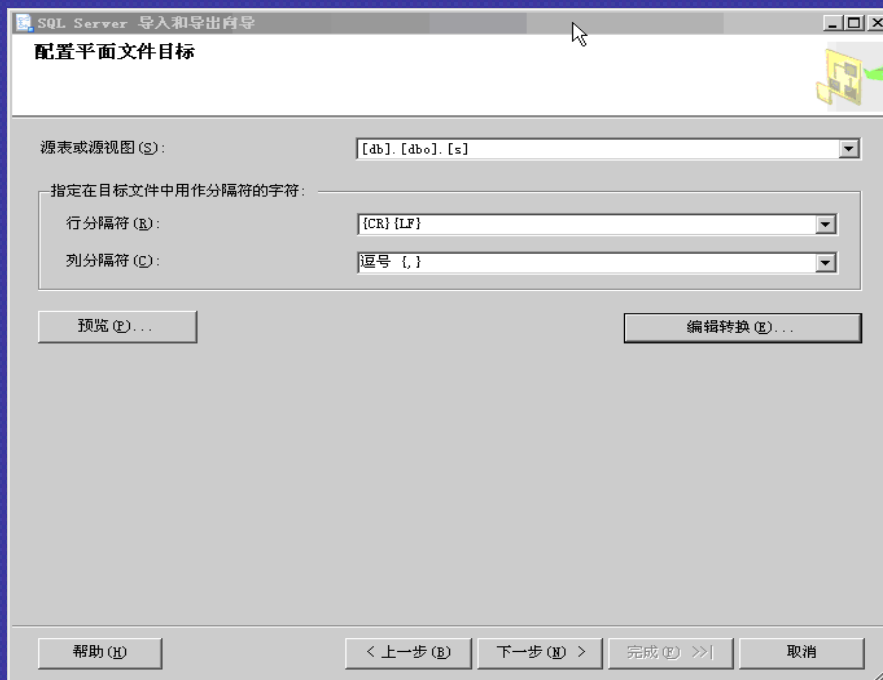 SQL Server 导入和导出向导
配置平面文件目标
源表或源视图(S): [db].[dbo].[s]
指定在目标文件中用作分隔符的字符:
行分隔符(R): {CR}{LF}
列分隔符(C): 逗号 {,}
预览(P)... 编辑转换(E)...
帮助(H) < 上一步(B) 下一步(N) > 完成(F) >>| 取消